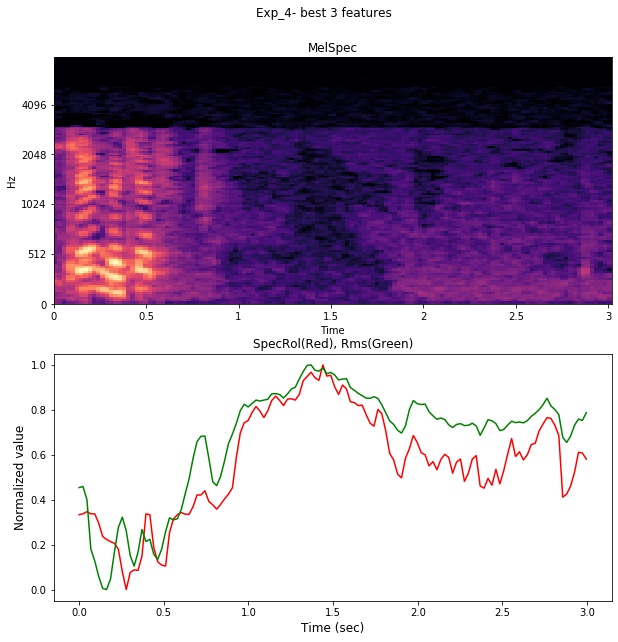 Exp_4- best 3 features
MelSpec
4096
2048
1024
512
0
Hz
0 0.5 1 1.5 2 2.5 3
Time
SpecRol(Red), Rms(Green)
1.0
0.8
0.6
0.4
0.2
0.0
Normalized value
0.0 0.5 1.0 1.5 2.0 2.5 3.0
Time (sec)